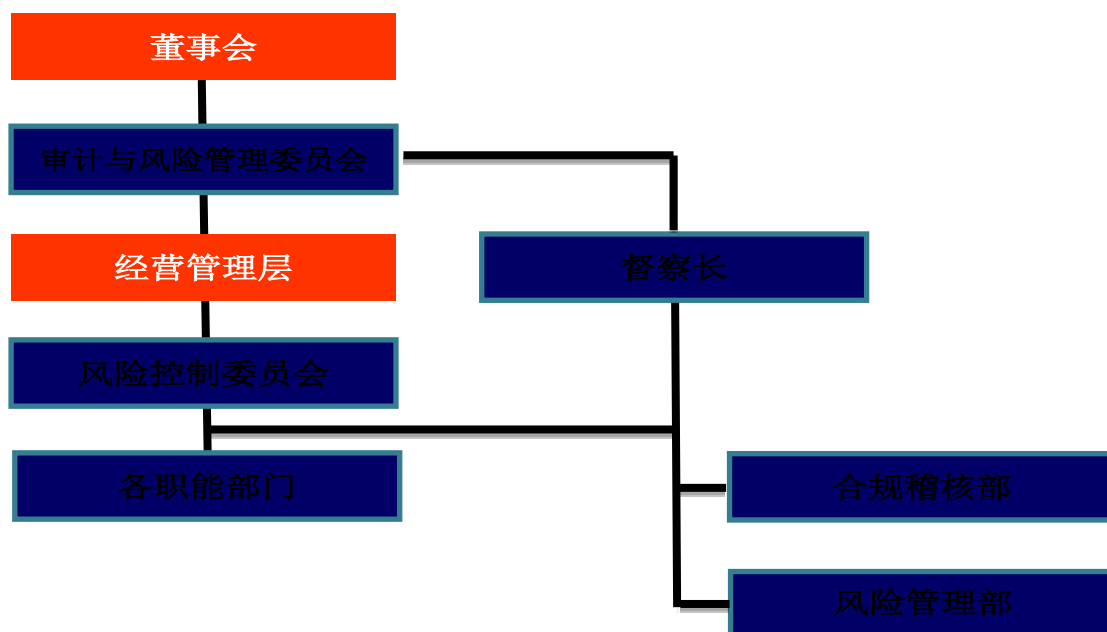 董事会
审计与风险管理委员会
经营管理层
督察长
风险控制委员会
各职能部门
合规稽核部
风险管理部